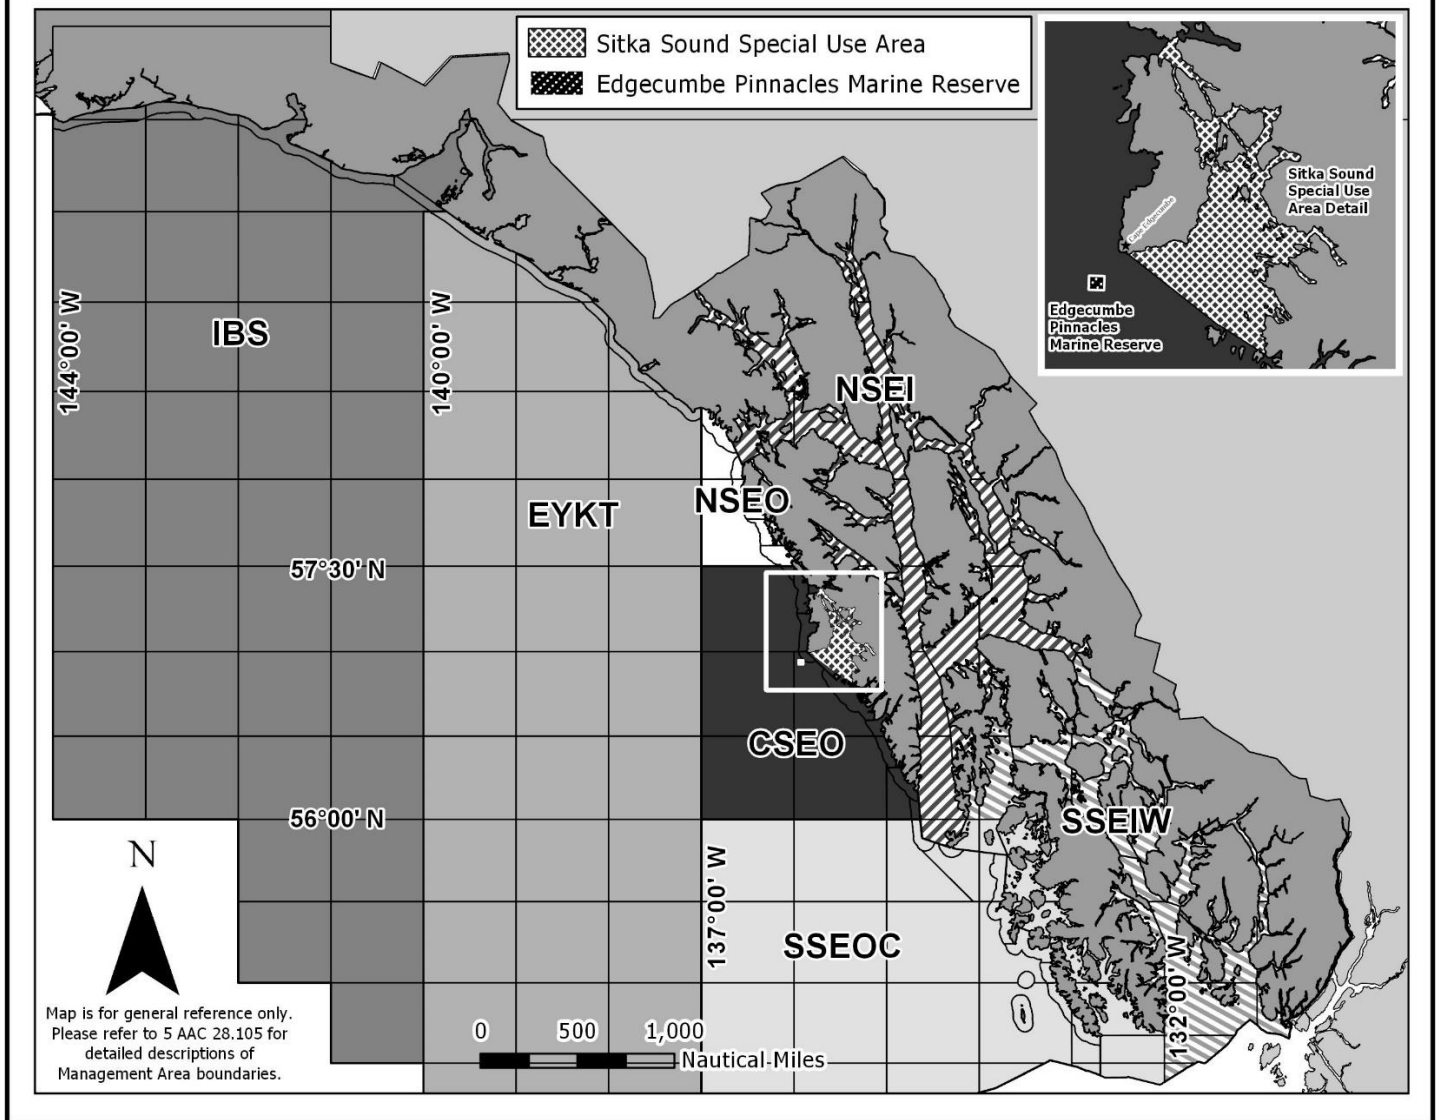 Sitka Sound Special Use Area
Edgecumbe Pinnacles Marine Reserve
Sitka Sound
Special Use
Area Detail
Cape Edgecumbe
Edgecumbe
Pinnacles
Marine Reserve
144°00' W
IBS
140°00' W
NSEI
NSEO
EYKT
57°30' N
CSEO
56°00' N
SSEIW
137°00' W
SSEOC
132°00' W
N
Map is for general reference only.
Please refer to 5 AAC 28.105 for
detailed descriptions of
Management Area boundaries.
0 500 1,000
Nautical Miles